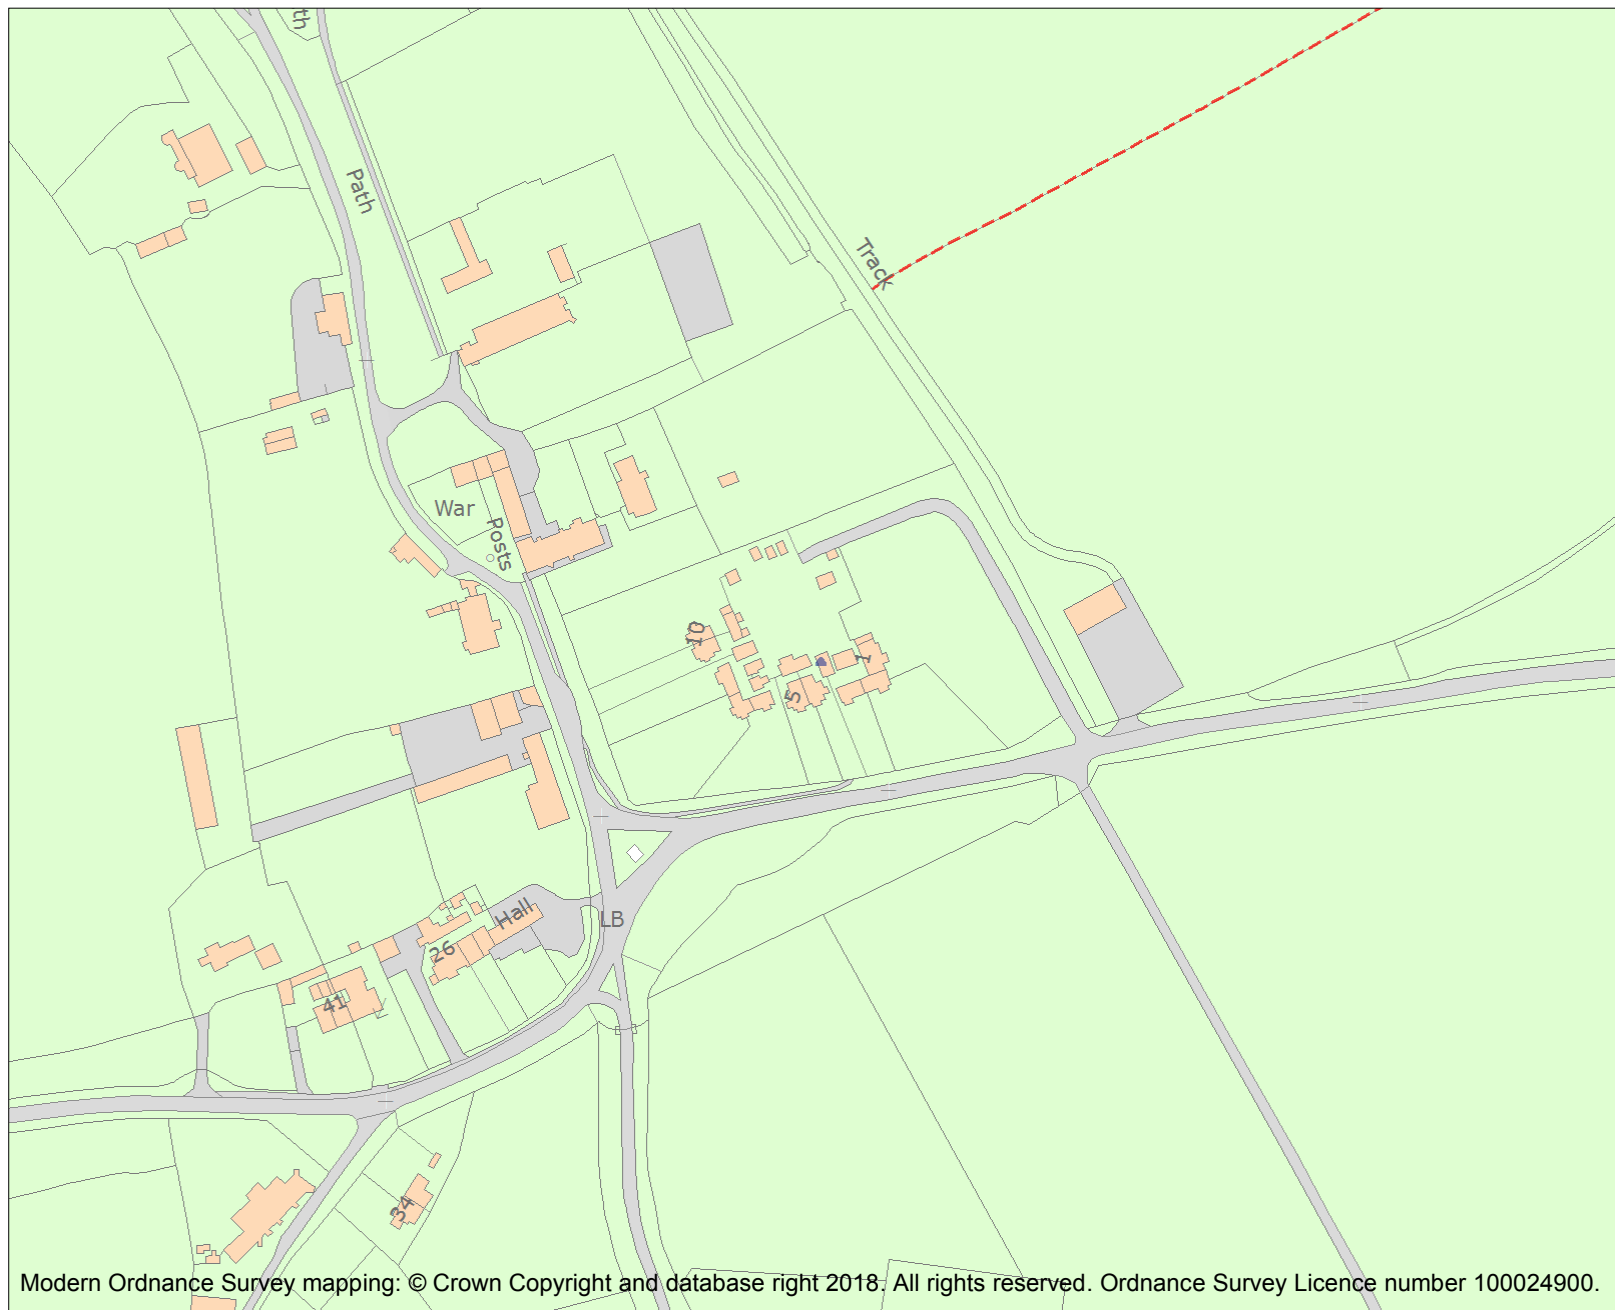 th
Path
Track
War
Posts
10
1
5
Hall
LB
26
41
34
Modern Ordnance Survey mapping: © Crown Copyright and database right 2018. All rights reserved. Ordnance Survey Licence number 100024900.